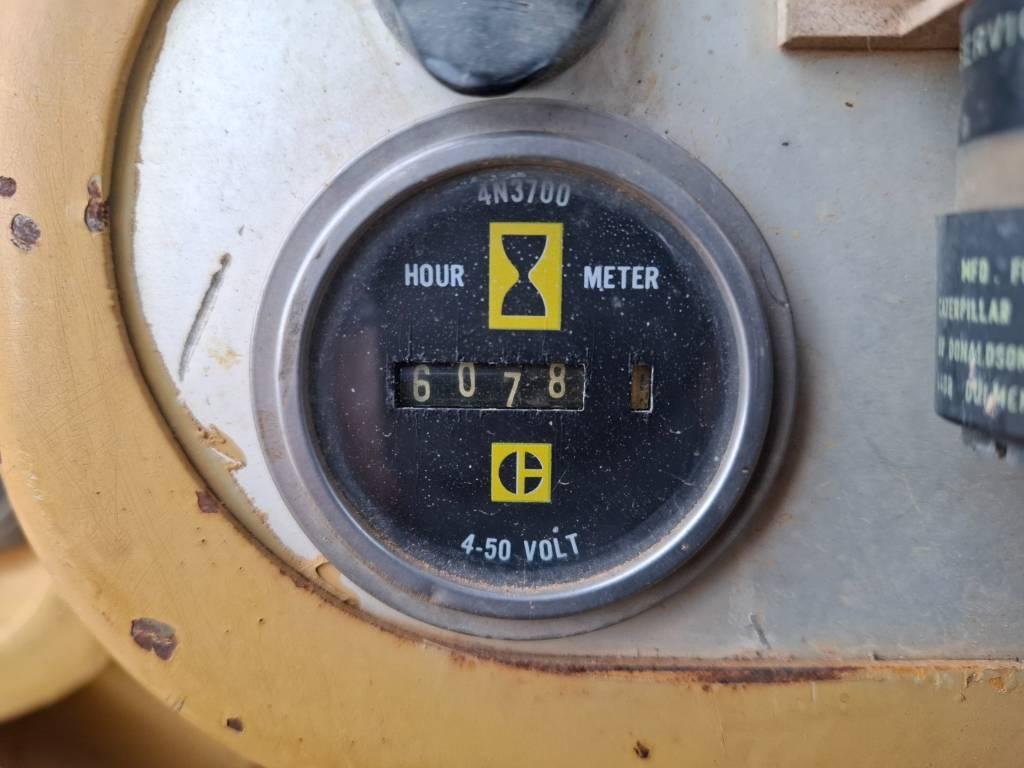 4N3700
HOUR METER
6078
4-50 VOLT
MFD.
CATERPILLAR
DONALDSON